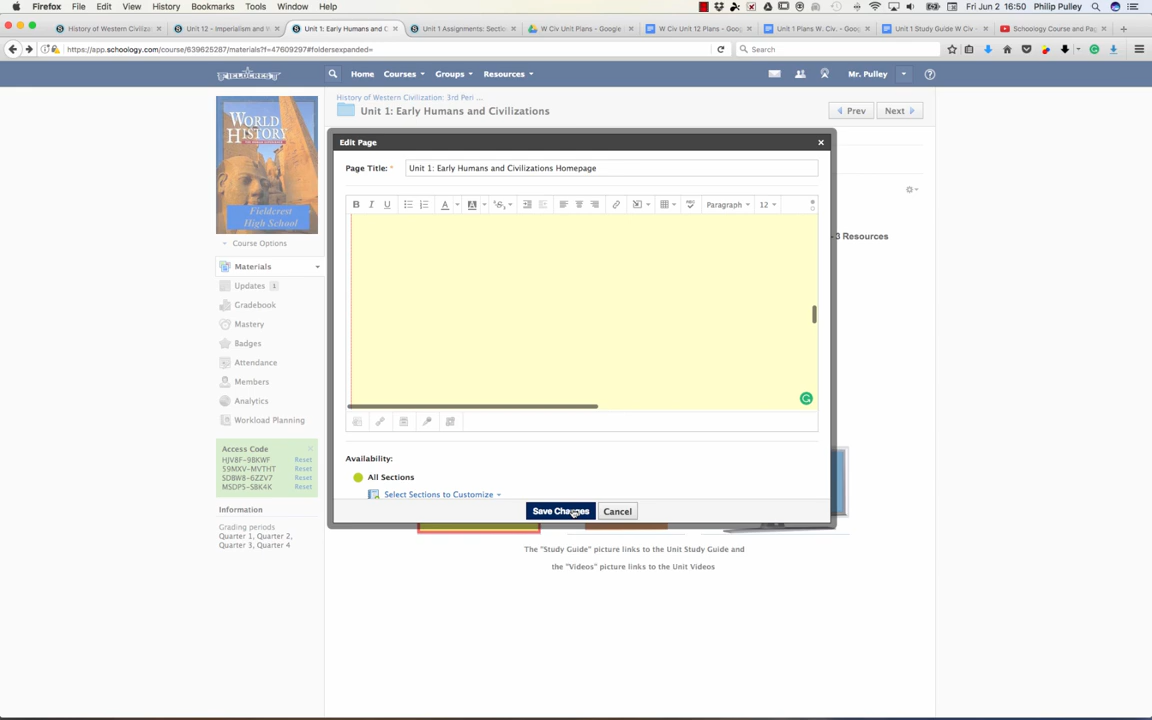 Firefox File Edit View History Bookmarks Tools Window Help Fri Jun 2 16:50 Philip Pulley
History of Western Civilizat Unit 12 - Imperialism and Unit 1: Early Humans and C Unit 1 Assignments: Sectio W Civ Unit Plans - Google W Civ Unit 12 Plans - Goog Unit 1 Plans W. Civ. - Goog Unit 1 Study Guide W Civ - Schoology Course and Pag
https://app.schoology.com/course/639625287/materials?f=47609297#foldersexpanded= Search
FIELDCREST Home Courses Groups Resources Mr. Pulley
History of Western Civilization: 3rd Peri ...
Unit 1: Early Humans and Civilizations
Prev Next
WORLD
HISTORY
Fieldcrest
High School
Course Options
Materials
Updates 1
Gradebook
Mastery
Badges
Attendance
Members
Analytics
Workload Planning
Access Code
HJV8F-9BKWF Reset
S9MXV-MVTHT Reset
SDBW8-6ZZV7 Reset
MSDPS-SBK4K Reset
Information
Grading periods
Quarter 1, Quarter 2,
Quarter 3, Quarter 4
Edit Page
Page Title: * Unit 1: Early Humans and Civilizations Homepage
B I U A A Paragraph 12
3 Resources
Availability:
All Sections
Select Sections to Customize
Save Changes Cancel
The "Study Guide" picture links to the Unit Study Guide and
the "Videos" picture links to the Unit Videos